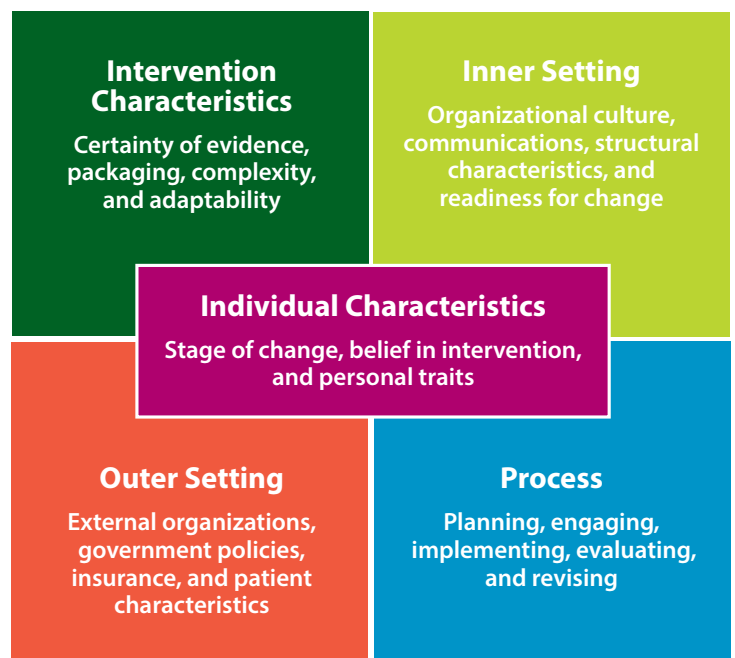 Intervention
Characteristics
Certainty of evidence,
packaging, complexity,
and adaptability
Inner Setting
Organizational culture,
communications, structural
characteristics, and
readiness for change
Individual Characteristics
Stage of change, belief in intervention,
and personal traits
Outer Setting
External organizations,
government policies,
insurance, and patient
characteristics
Process
Planning, engaging,
implementing, evaluating,
and revising